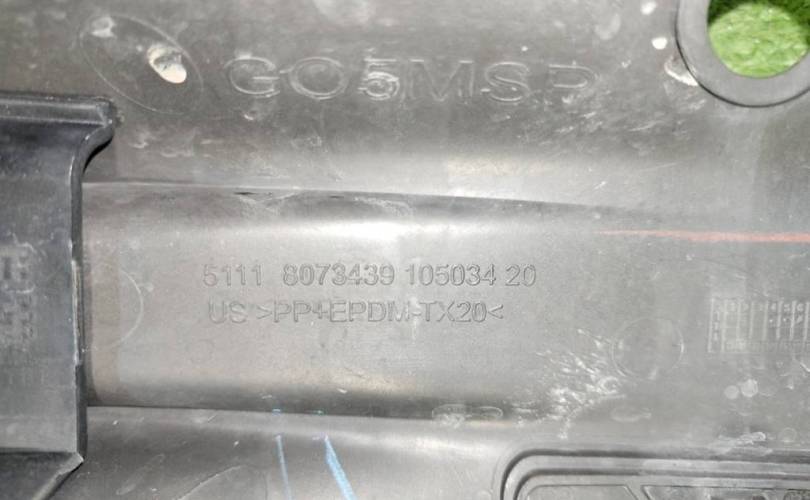 GO5MSP
5111 8073439 105034 20
US >PP+EPDM-TX20<